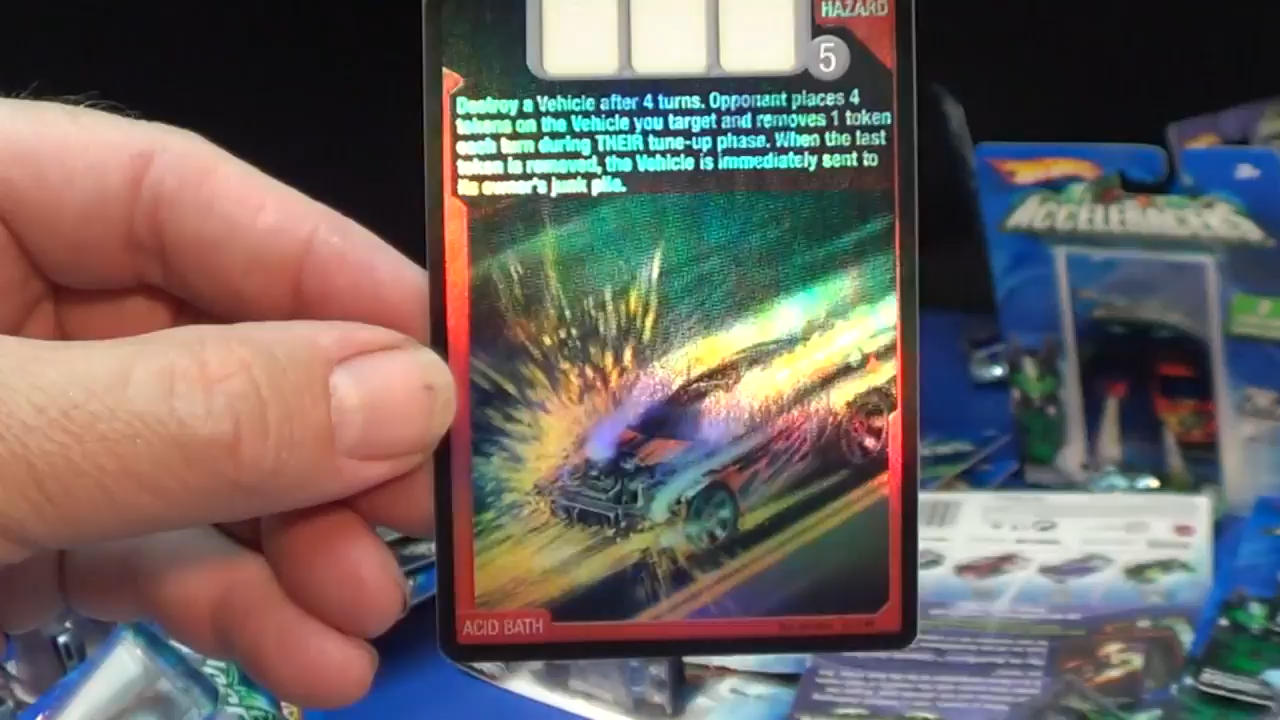 HAZARD
5
Destroy a Vehicle after 4 turns. Opponent places 4
tokens on the Vehicle you target and removes 1 token
each turn during THEIR tune-up phase. When the last
token is removed, the Vehicle is immediately sent to
its owner's junk pile.
ACID BATH
Hot Wheels
ACCELERACERS